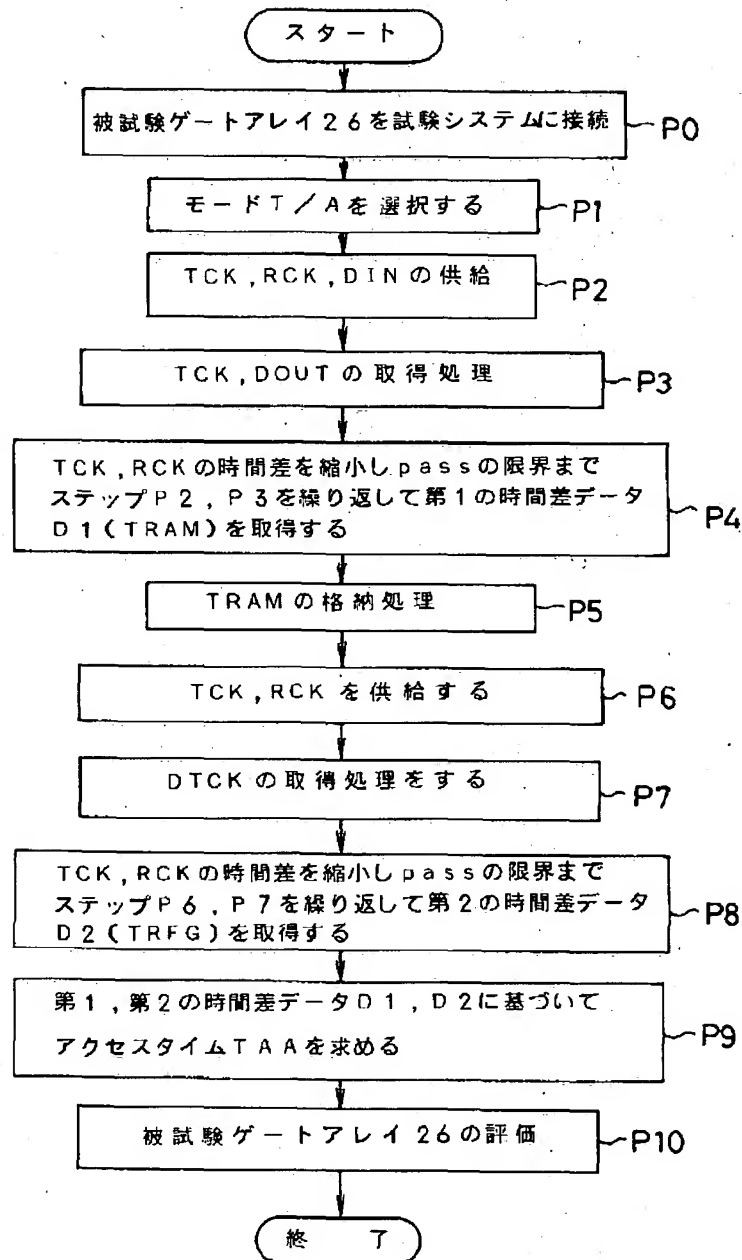 スタート
被試験ゲートアレイ26を試験システムに接続
P0
モードT/Aを選択する
P1
TCK,RCK,DINの供給
P2
TCK,DOUTの取得処理
P3
TCK,RCKの時間差を縮小しpassの限界まで
ステップP2,P3を繰り返して第1の時間差データ
D1(TRAM)を取得する
P4
TRAMの格納処理
P5
TCK,RCKを供給する
P6
DTCKの取得処理をする
P7
TCK,RCKの時間差を縮小しpassの限界まで
ステップP6,P7を繰り返して第2の時間差データ
D2(TRFG)を取得する
P8
第1,第2の時間差データD1,D2に基づいて
アクセスタイムTAAを求める
P9
被試験ゲートアレイ26の評価
P10
終 了